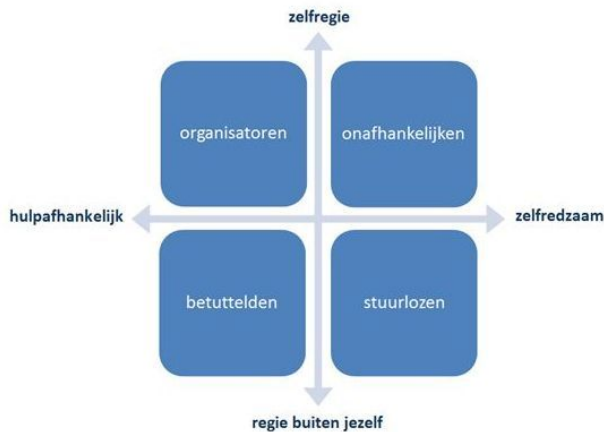 zelfregie
organisatoren
onafhankelijken
hulpafhankelijk
zelfredzaam
betuttelden
stuurlozen
regie buiten jezelf